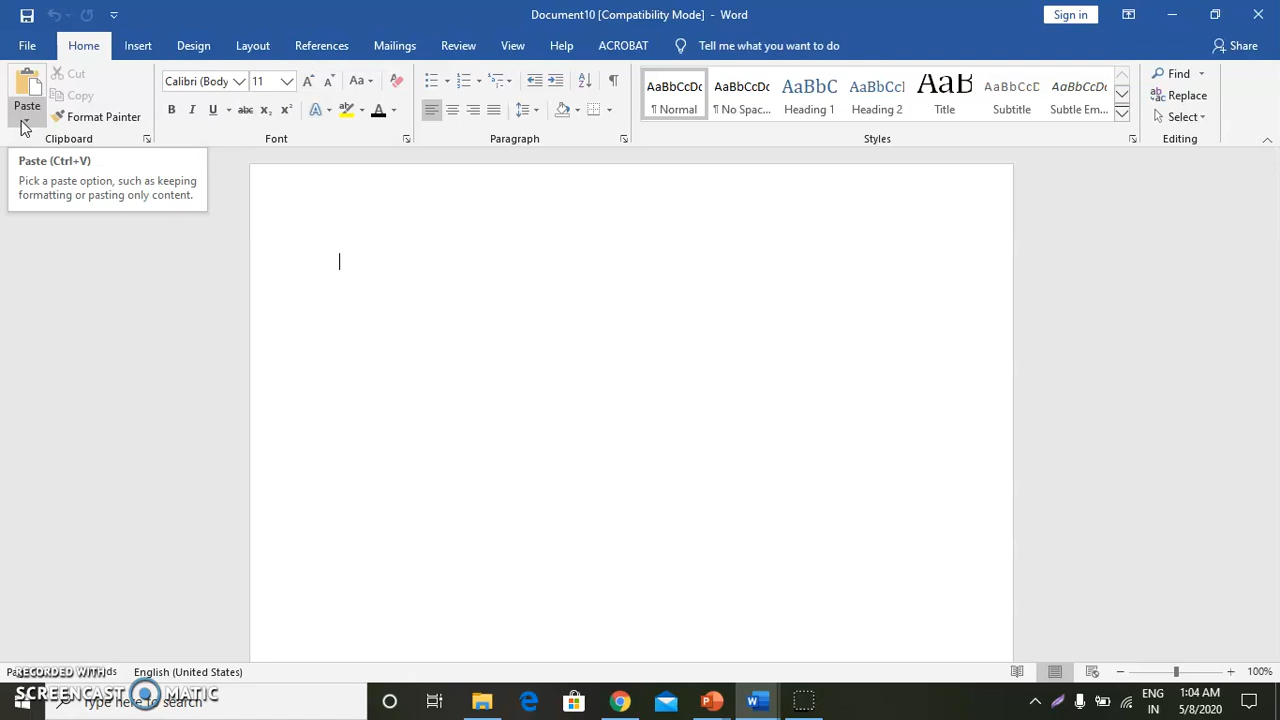 Document10 [Compatibility Mode] - Word
Sign in
File Home Insert Design Layout References Mailings Review View Help ACROBAT Tell me what you want to do Share
Paste
Cut
Copy
Format Painter
Clipboard
Calibri (Body 11
Font
Paragraph
AaBbCcDc AaBbCcDc AaBbC AaBbCcI AaB AaBbCcD AaBbCcDc
¶ Normal ¶ No Spac... Heading 1 Heading 2 Title Subtitle Subtle Em...
Styles
Find
Replace
Select
Editing
Paste (Ctrl+V)
Pick a paste option, such as keeping
formatting or pasting only content.
English (United States) 100%
RECORDED WITH
SCREENCAST MATIC
Type here to search
ENG
IN
1:04 AM
5/8/2020